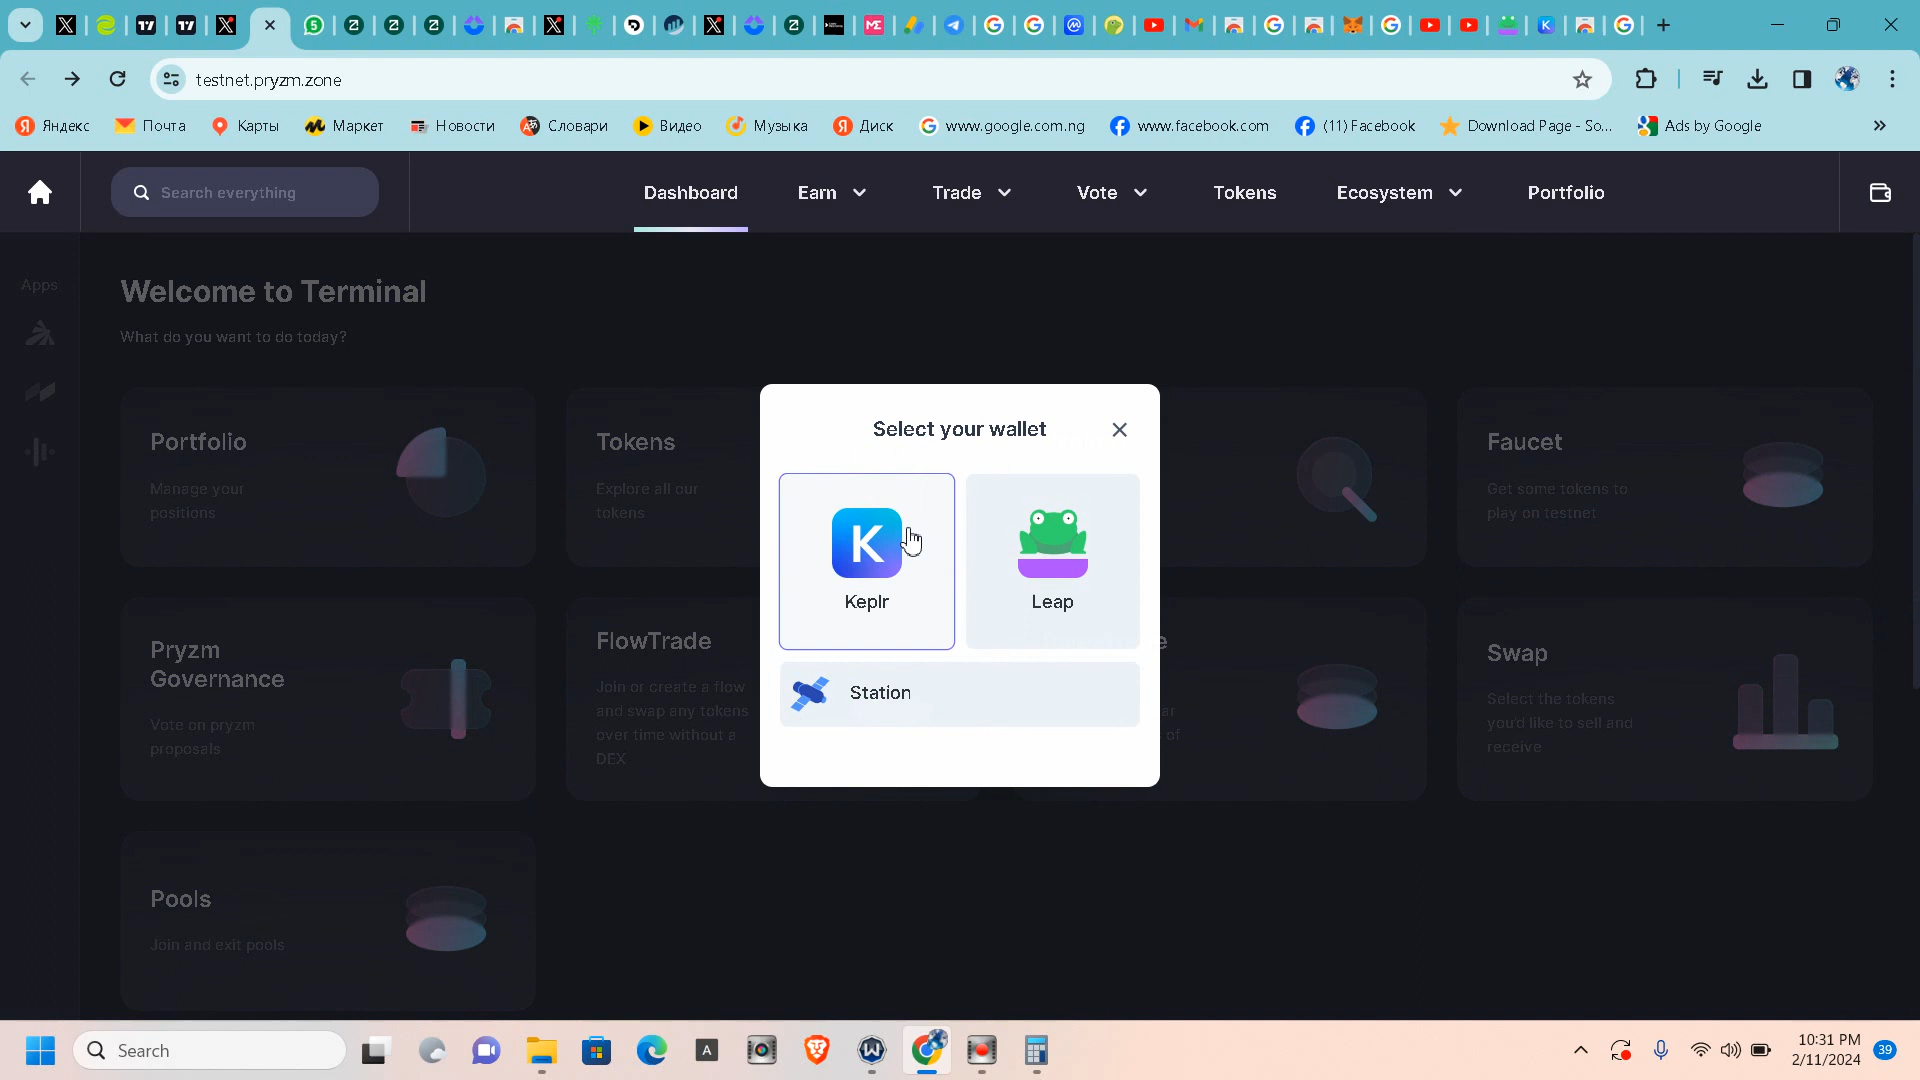 5
testnet.pryzm.zone
Яндекс
Почта
Карты
Маркет
Новости
Словари
Видео
Музыка
Диск
www.google.com.ng
www.facebook.com
(11) Facebook
Download Page - So...
Ads by Google
»
Search everything
Dashboard
Earn
Trade
Vote
Tokens
Ecosystem
Portfolio
Apps
Welcome to Terminal
What do you want to do today?
Portfolio
Manage your
positions
Tokens
Explore all our
tokens
Faucet
Get some tokens to
play on testnet
Select your wallet
K
Keplr
Leap
Station
Pryzm
Governance
Vote on pryzm
proposals
FlowTrade
Join or create a flow
and swap any tokens
over time without a
DEX
Swap
Select the tokens
you'd like to sell and
receive
Pools
Join and exit pools
Search
A
10:31 PM
2/11/2024
39